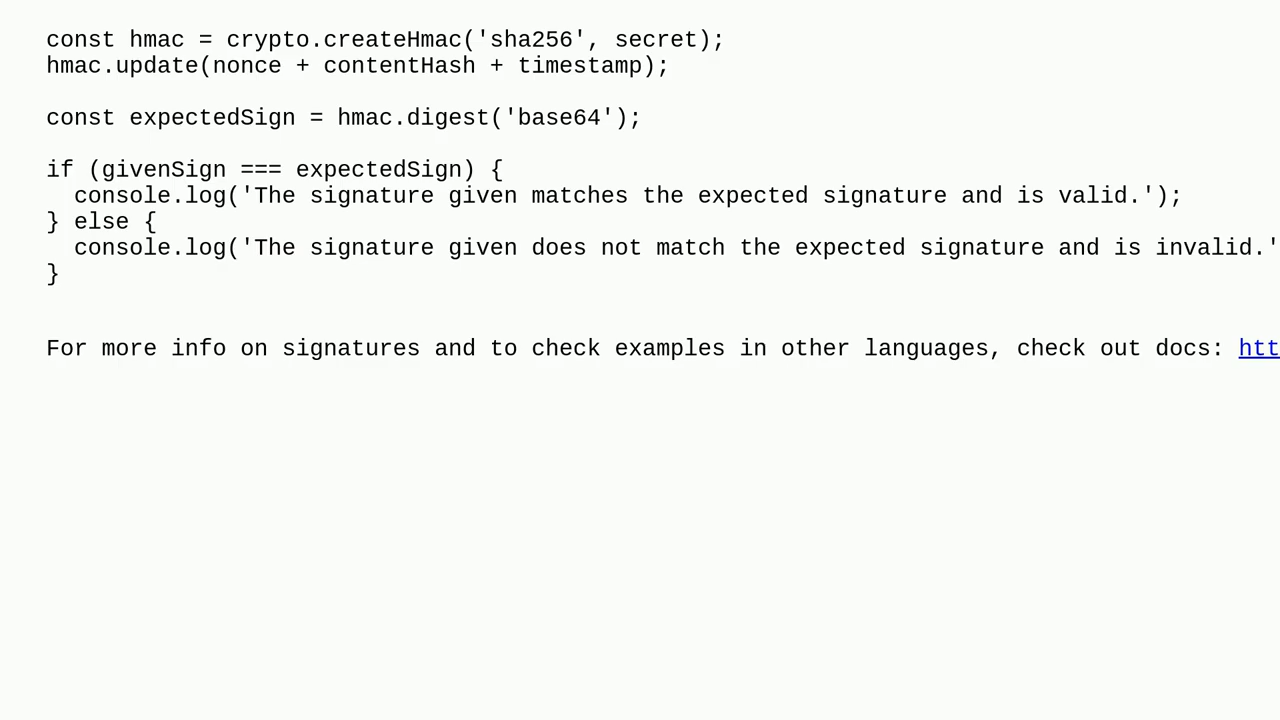 const hmac = crypto.createHmac('sha256', secret);
hmac.update(nonce + contentHash + timestamp);
const expectedSign = hmac.digest('base64');
if (givenSign === expectedSign) {
  console.log('The signature given matches the expected signature and is valid.');
} else {
  console.log('The signature given does not match the expected signature and is invalid.'
}
For more info on signatures and to check examples in other languages, check out docs: htt